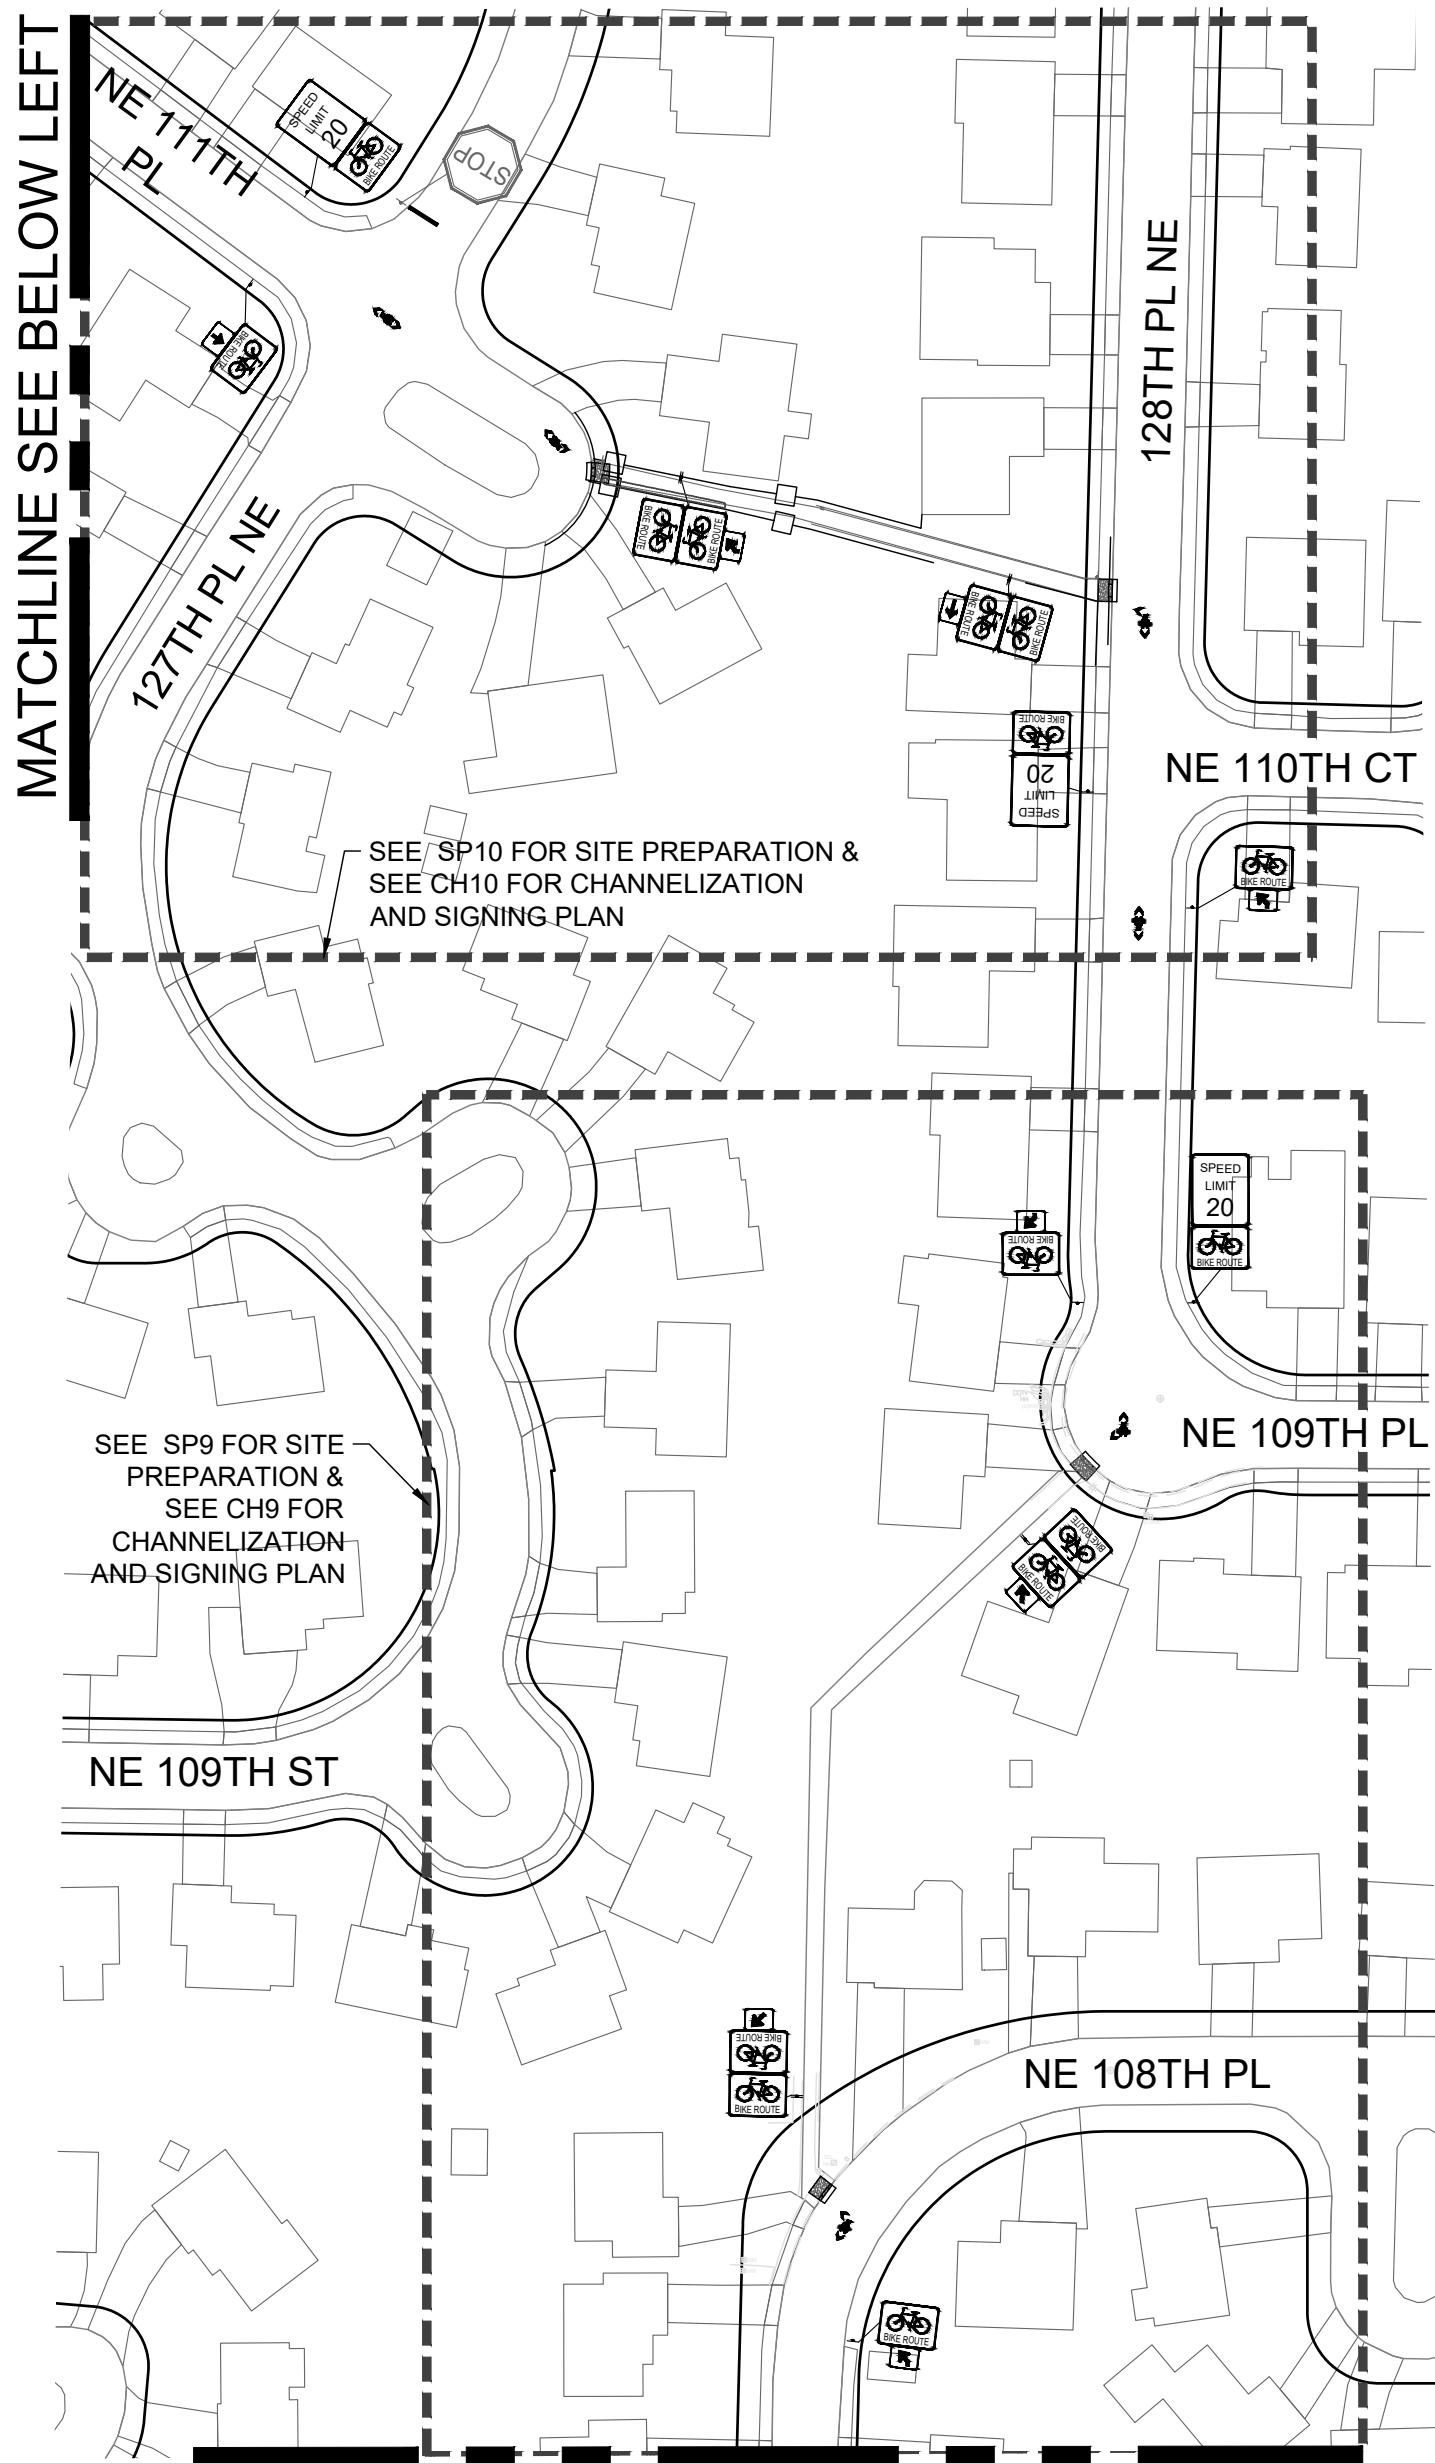 MATCHLINE SEE BELOW LEFT
NE 111TH
PL
SPEED
LIMIT
20
BIKE ROUTE
STOP
BIKE ROUTE
128TH PL NE
127TH PL NE
BIKE ROUTE
BIKE ROUTE
BIKE ROUTE
BIKE ROUTE
BIKE ROUTE
SPEED
LIMIT
20
NE 110TH CT
BIKE ROUTE
SEE SP10 FOR SITE PREPARATION &
SEE CH10 FOR CHANNELIZATION
AND SIGNING PLAN
SPEED
LIMIT
20
BIKE ROUTE
BIKE ROUTE
NE 109TH PL
SEE SP9 FOR SITE
PREPARATION &
SEE CH9 FOR
CHANNELIZATION
AND SIGNING PLAN
BIKE ROUTE
BIKE ROUTE
NE 109TH ST
BIKE ROUTE
BIKE ROUTE
NE 108TH PL
BIKE ROUTE